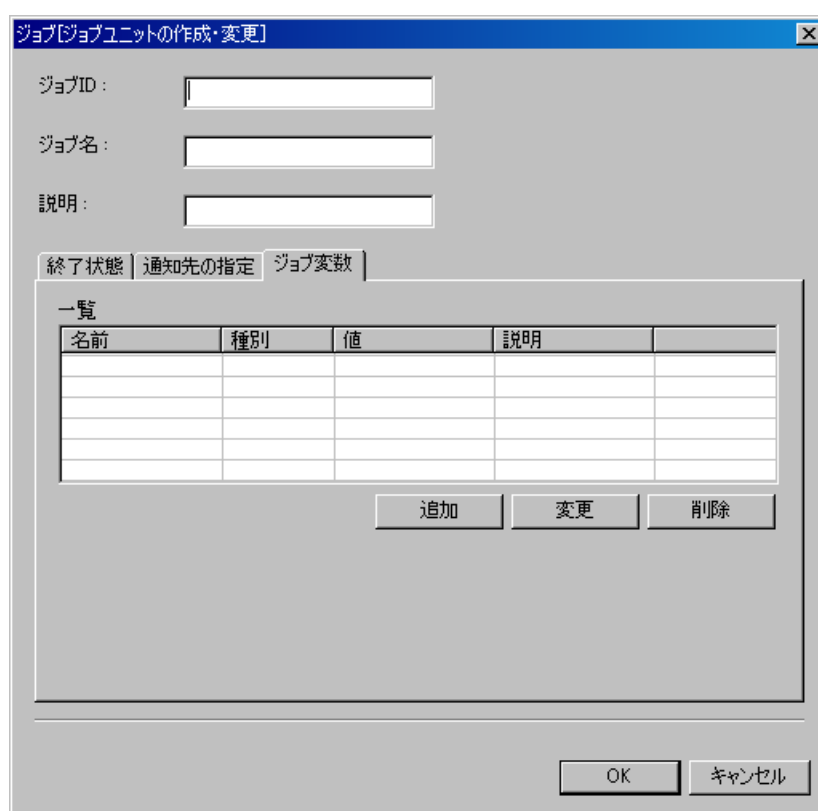 ジョブ[ジョブユニットの作成・変更]
ジョブID :
ジョブ名 :
説明 :
終了状態 通知先の指定 ジョブ変数
一覧
名前 種別 値 説明
追加 変更 削除
OK キャンセル